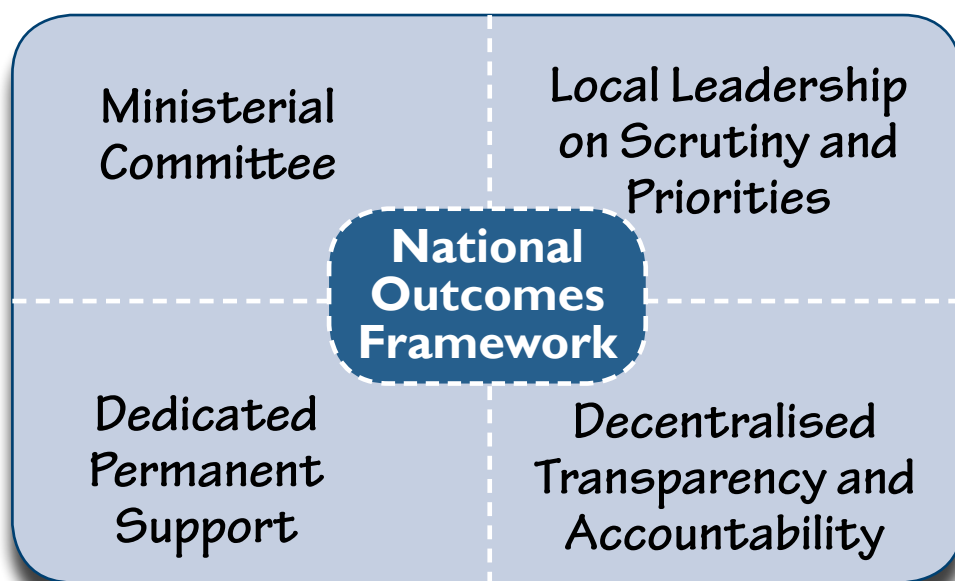 Ministerial
Committee
Local Leadership
on Scrutiny and
Priorities
National
Outcomes
Framework
Dedicated
Permanent
Support
Decentralised
Transparency and
Accountability